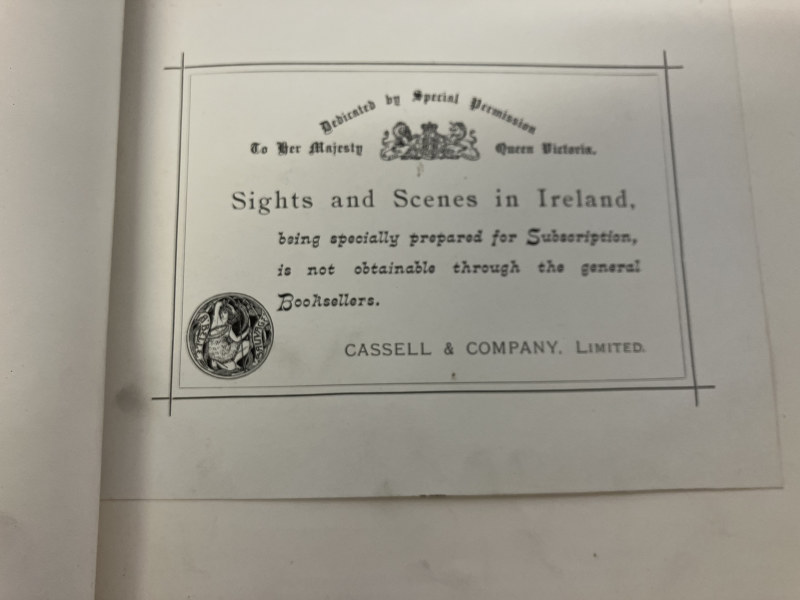 Dedicated by Special Permission
To Her Majesty Queen Victoria.
Sights and Scenes in Ireland,
being specially prepared for Subscription,
is not obtainable through the general
Booksellers.
CASSELL & COMPANY, LIMITED.